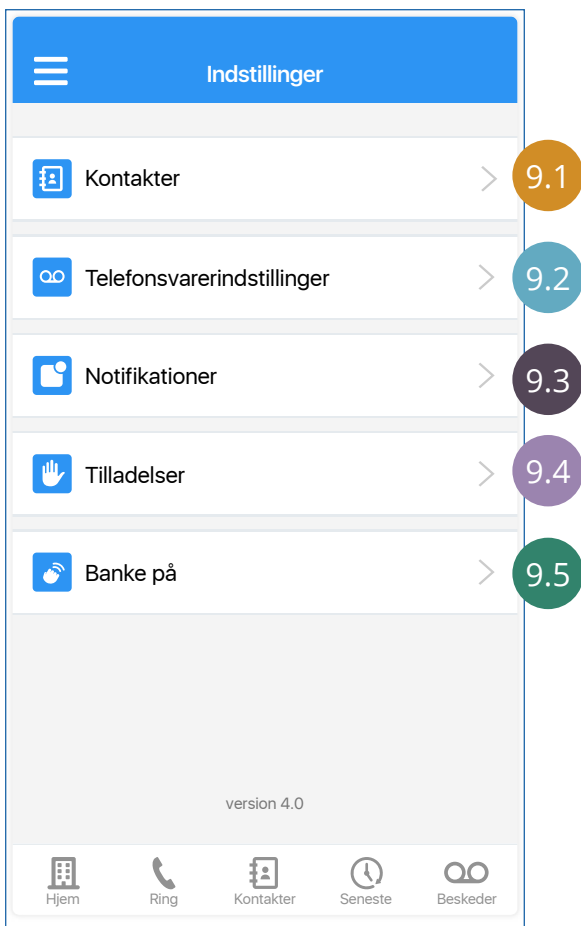 Indstillinger
Kontakter
9.1
Telefonsvarerindstillinger
9.2
Notifikationer
9.3
Tilladelser
9.4
Banke på
9.5
version 4.0
Hjem Ring Kontakter Seneste Beskeder